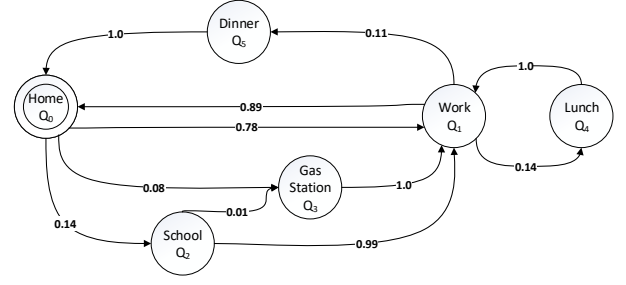 Dinner
Q5
1.0
0.11
Home
Q0
0.89
0.78
Work
Q1
1.0
Lunch
Q4
0.14
0.08
Gas
Station
Q3
1.0
0.14
0.01
School
Q2
0.99